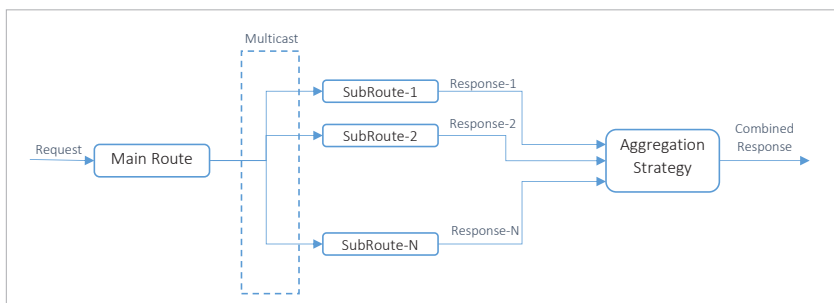 Multicast
Request
Main Route
SubRoute-1
Response-1
SubRoute-2
Response-2
SubRoute-N
Response-N
Aggregation
Strategy
Combined
Response